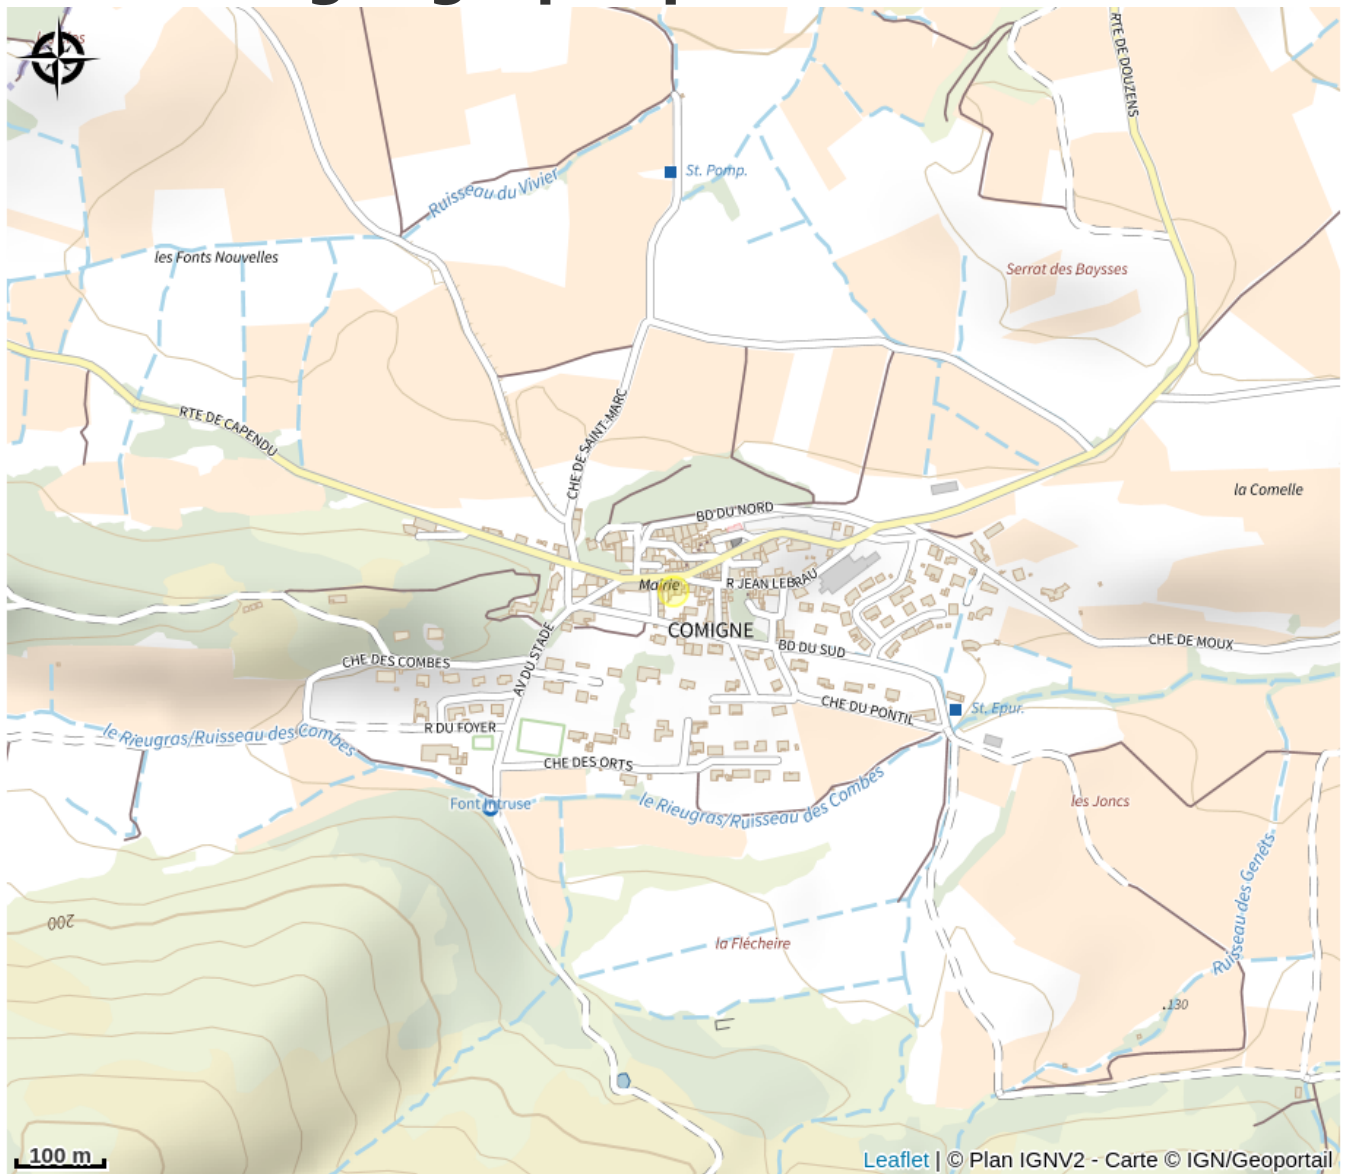 RTE DE DOUZENS
St. Pomp.
Ruisseau du Vivier
les Fonts Nouvelles
Serrat des Baysses
RTE DE CAPENDU
CHE DE SAINT-MARC
la Comelle
BD DU NORD
Mairie
R JEAN LEBRAU
COMIGNE
CHE DE MOUX
BD DU SUD
AV DU STADE
CHE DES COMBES
CHE DU PONTIL
St. Epur.
R DU FOYER
le Rieugras/Ruisseau des Combes
CHE DES ORTS
Font Intruse
le Rieugras/Ruisseau des Combes
les Joncs
Ruisseau des Genêts
200
la Flécheire
.130
100 m
Leaflet | © Plan IGNV2 - Carte © IGN/Geoportail